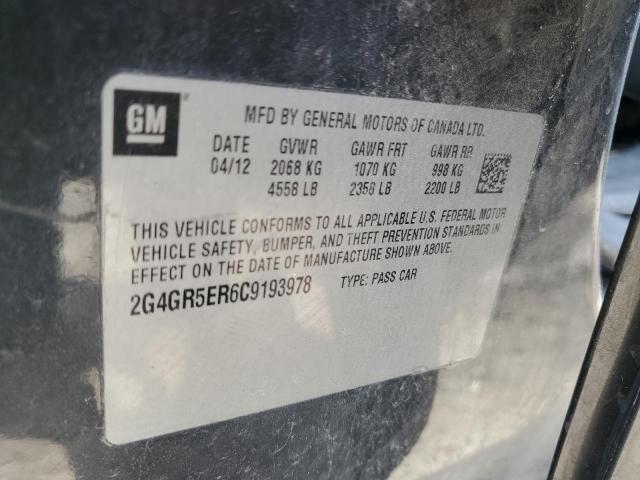 GM®
MFD BY GENERAL MOTORS OF CANADA LTD.
DATE GVWR GAWR FRT GAWR RR
04/12 2068 KG 1070 KG 998 KG
4558 LB 2358 LB 2200 LB
THIS VEHICLE CONFORMS TO ALL APPLICABLE U.S. FEDERAL MOTOR
VEHICLE SAFETY, BUMPER, AND THEFT PREVENTION STANDARDS IN
EFFECT ON THE DATE OF MANUFACTURE SHOWN ABOVE.
2G4GR5ER6C9193978 TYPE: PASS CAR